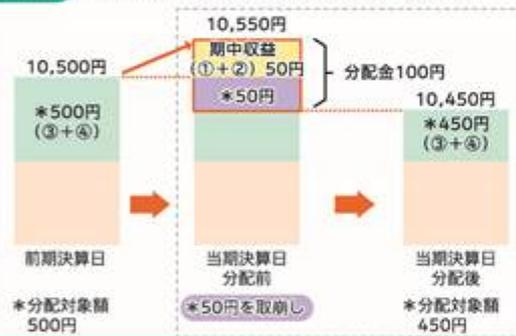 10,550円
期中収益
(①+②) 50円
*50円
分配金100円
10,500円
*500円
(③+④)
10,450円
*450円
(③+④)
前期決算日
当期決算日
分配前
当期決算日
分配後
*分配対象額
500円
*50円を取崩し
*分配対象額
450円